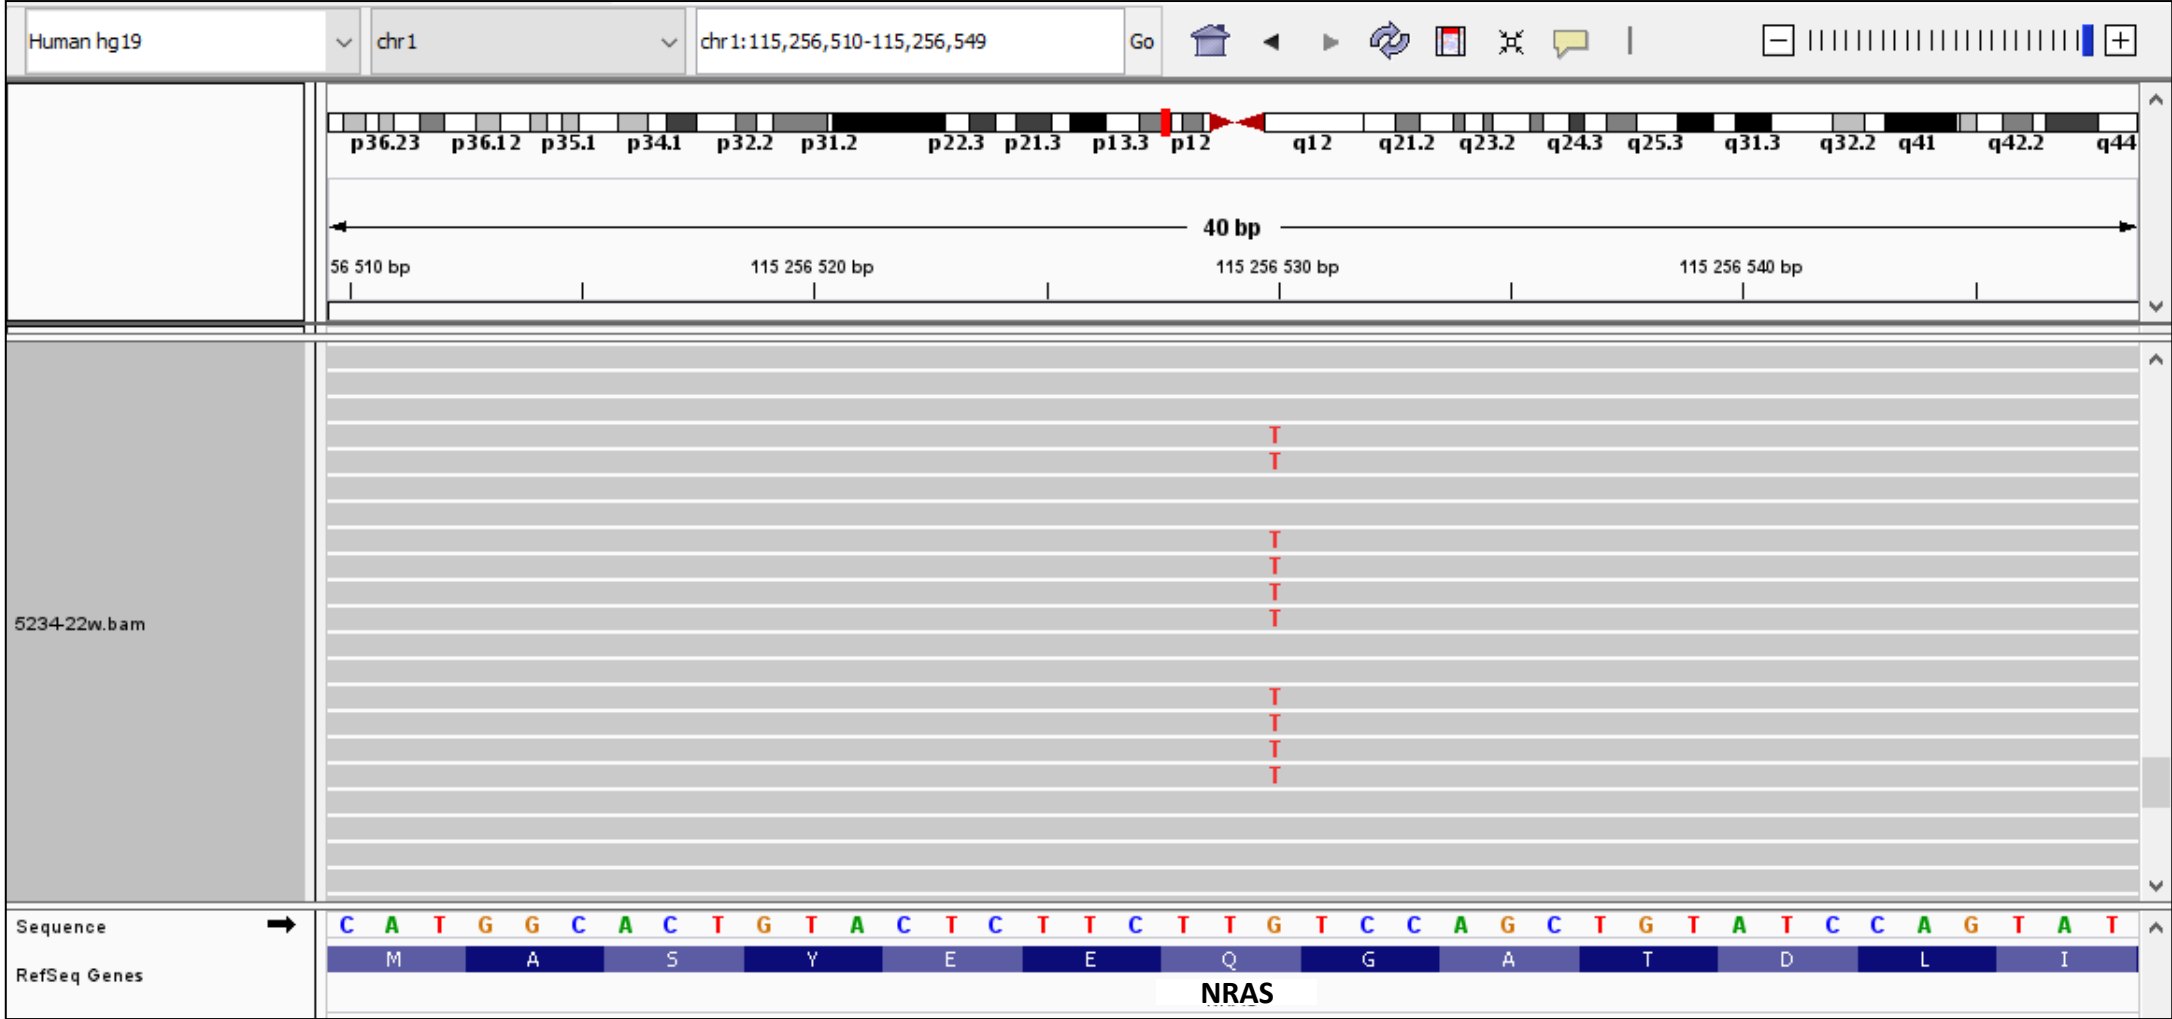 Human hg19 chr1 chr1:115,256,510-115,256,549 Go
p36.23 p36.12 p35.1 p34.1 p32.2 p31.2 p22.3 p21.3 p13.3 p12 q12 q21.2 q23.2 q24.3 q25.3 q31.3 q32.2 q41 q42.2 q44
40 bp
56 510 bp 115 256 520 bp 115 256 530 bp 115 256 540 bp
T
T
T
T
T
T
5234-22w.bam
T
T
T
T
Sequence C A T G G C A C T G T A C T C T T C T T G T C C A G C T G T A T C C A G T A T
M A S Y E E Q G A T D L I
RefSeq Genes
NRAS